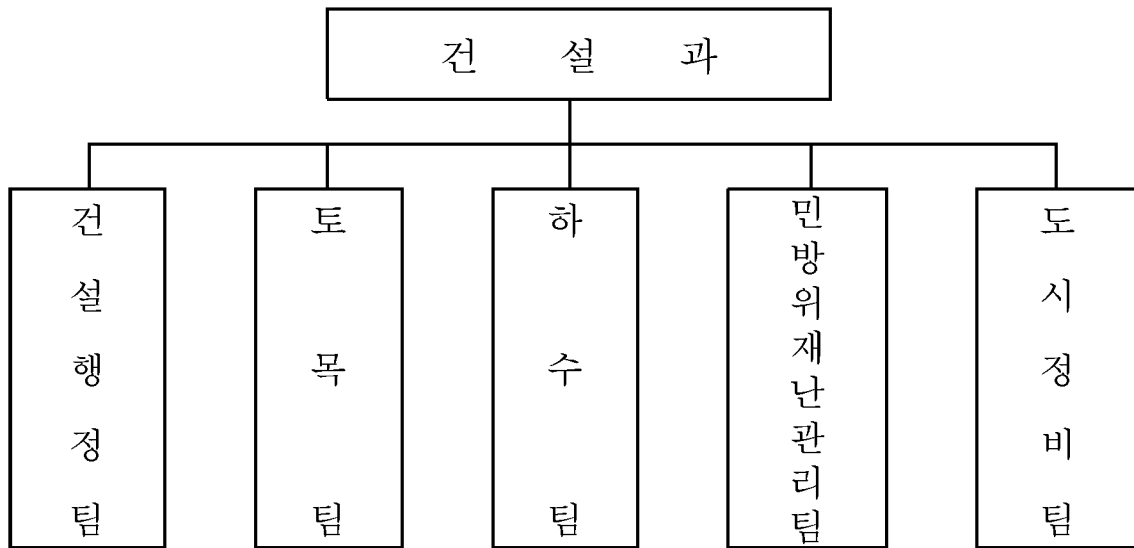 건 설 과
건설행정팀
토목팀
하수팀
민방위재난관리팀
도시정비팀